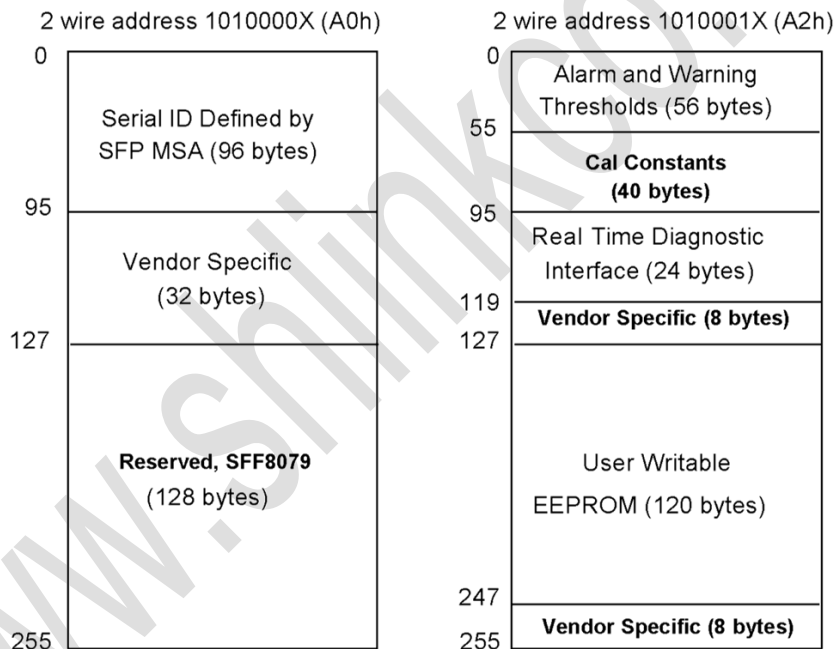 2 wire address 1010000X (A0h)
0
Serial ID Defined by
SFP MSA (96 bytes)
95
Vendor Specific
(32 bytes)
127
Reserved, SFF8079
(128 bytes)
255
2 wire address 1010001X (A2h)
0
Alarm and Warning
Thresholds (56 bytes)
55
Cal Constants
(40 bytes)
95
Real Time Diagnostic
Interface (24 bytes)
119
Vendor Specific (8 bytes)
127
User Writable
EEPROM (120 bytes)
247
Vendor Specific (8 bytes)
255